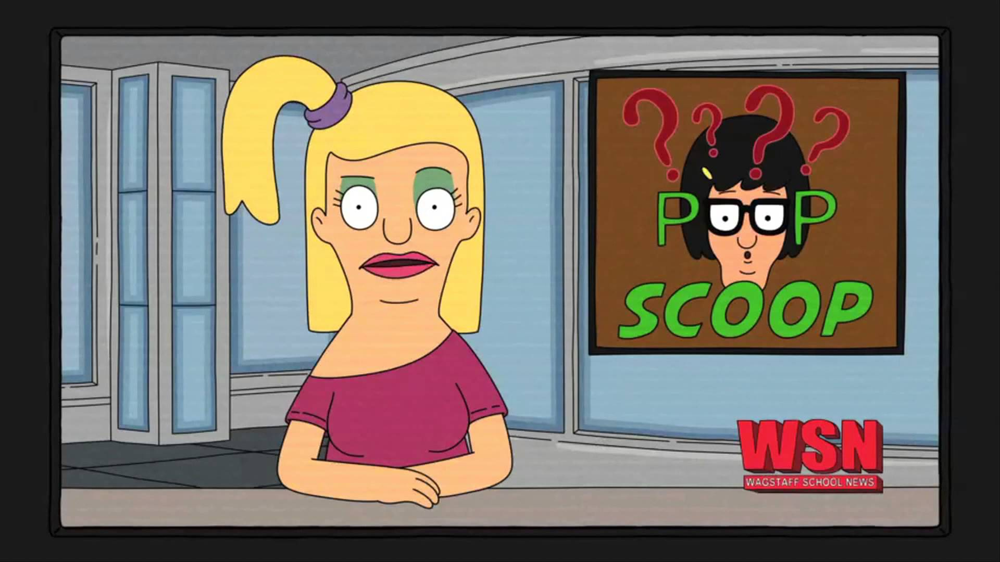 ? ? ? ?
P P
SCOOP
WSN
WAGSTAFF SCHOOL NEWS